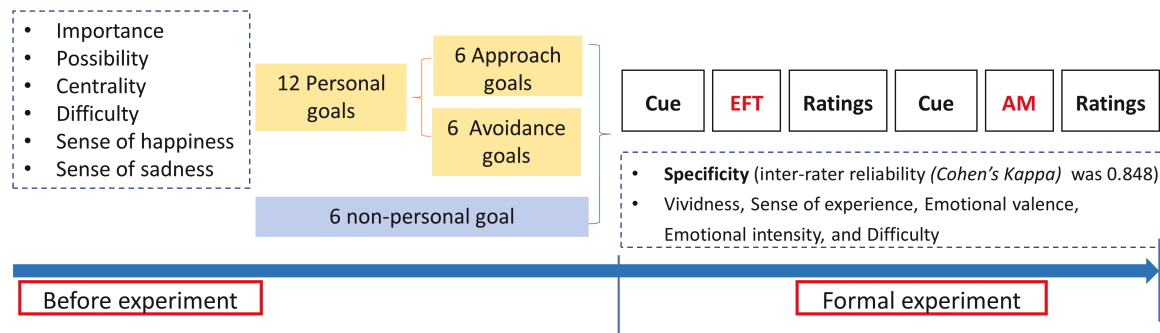 • Importance
• Possibility
• Centrality
• Difficulty
• Sense of happiness
• Sense of sadness
12 Personal
goals
6 Approach
goals
6 Avoidance
goals
6 non-personal goal
Cue
EFT
Ratings
Cue
AM
Ratings
• Specificity (inter-rater reliability (Cohen's Kappa) was 0.848)
• Vividness, Sense of experience, Emotional valence,
Emotional intensity, and Difficulty
Before experiment
Formal experiment